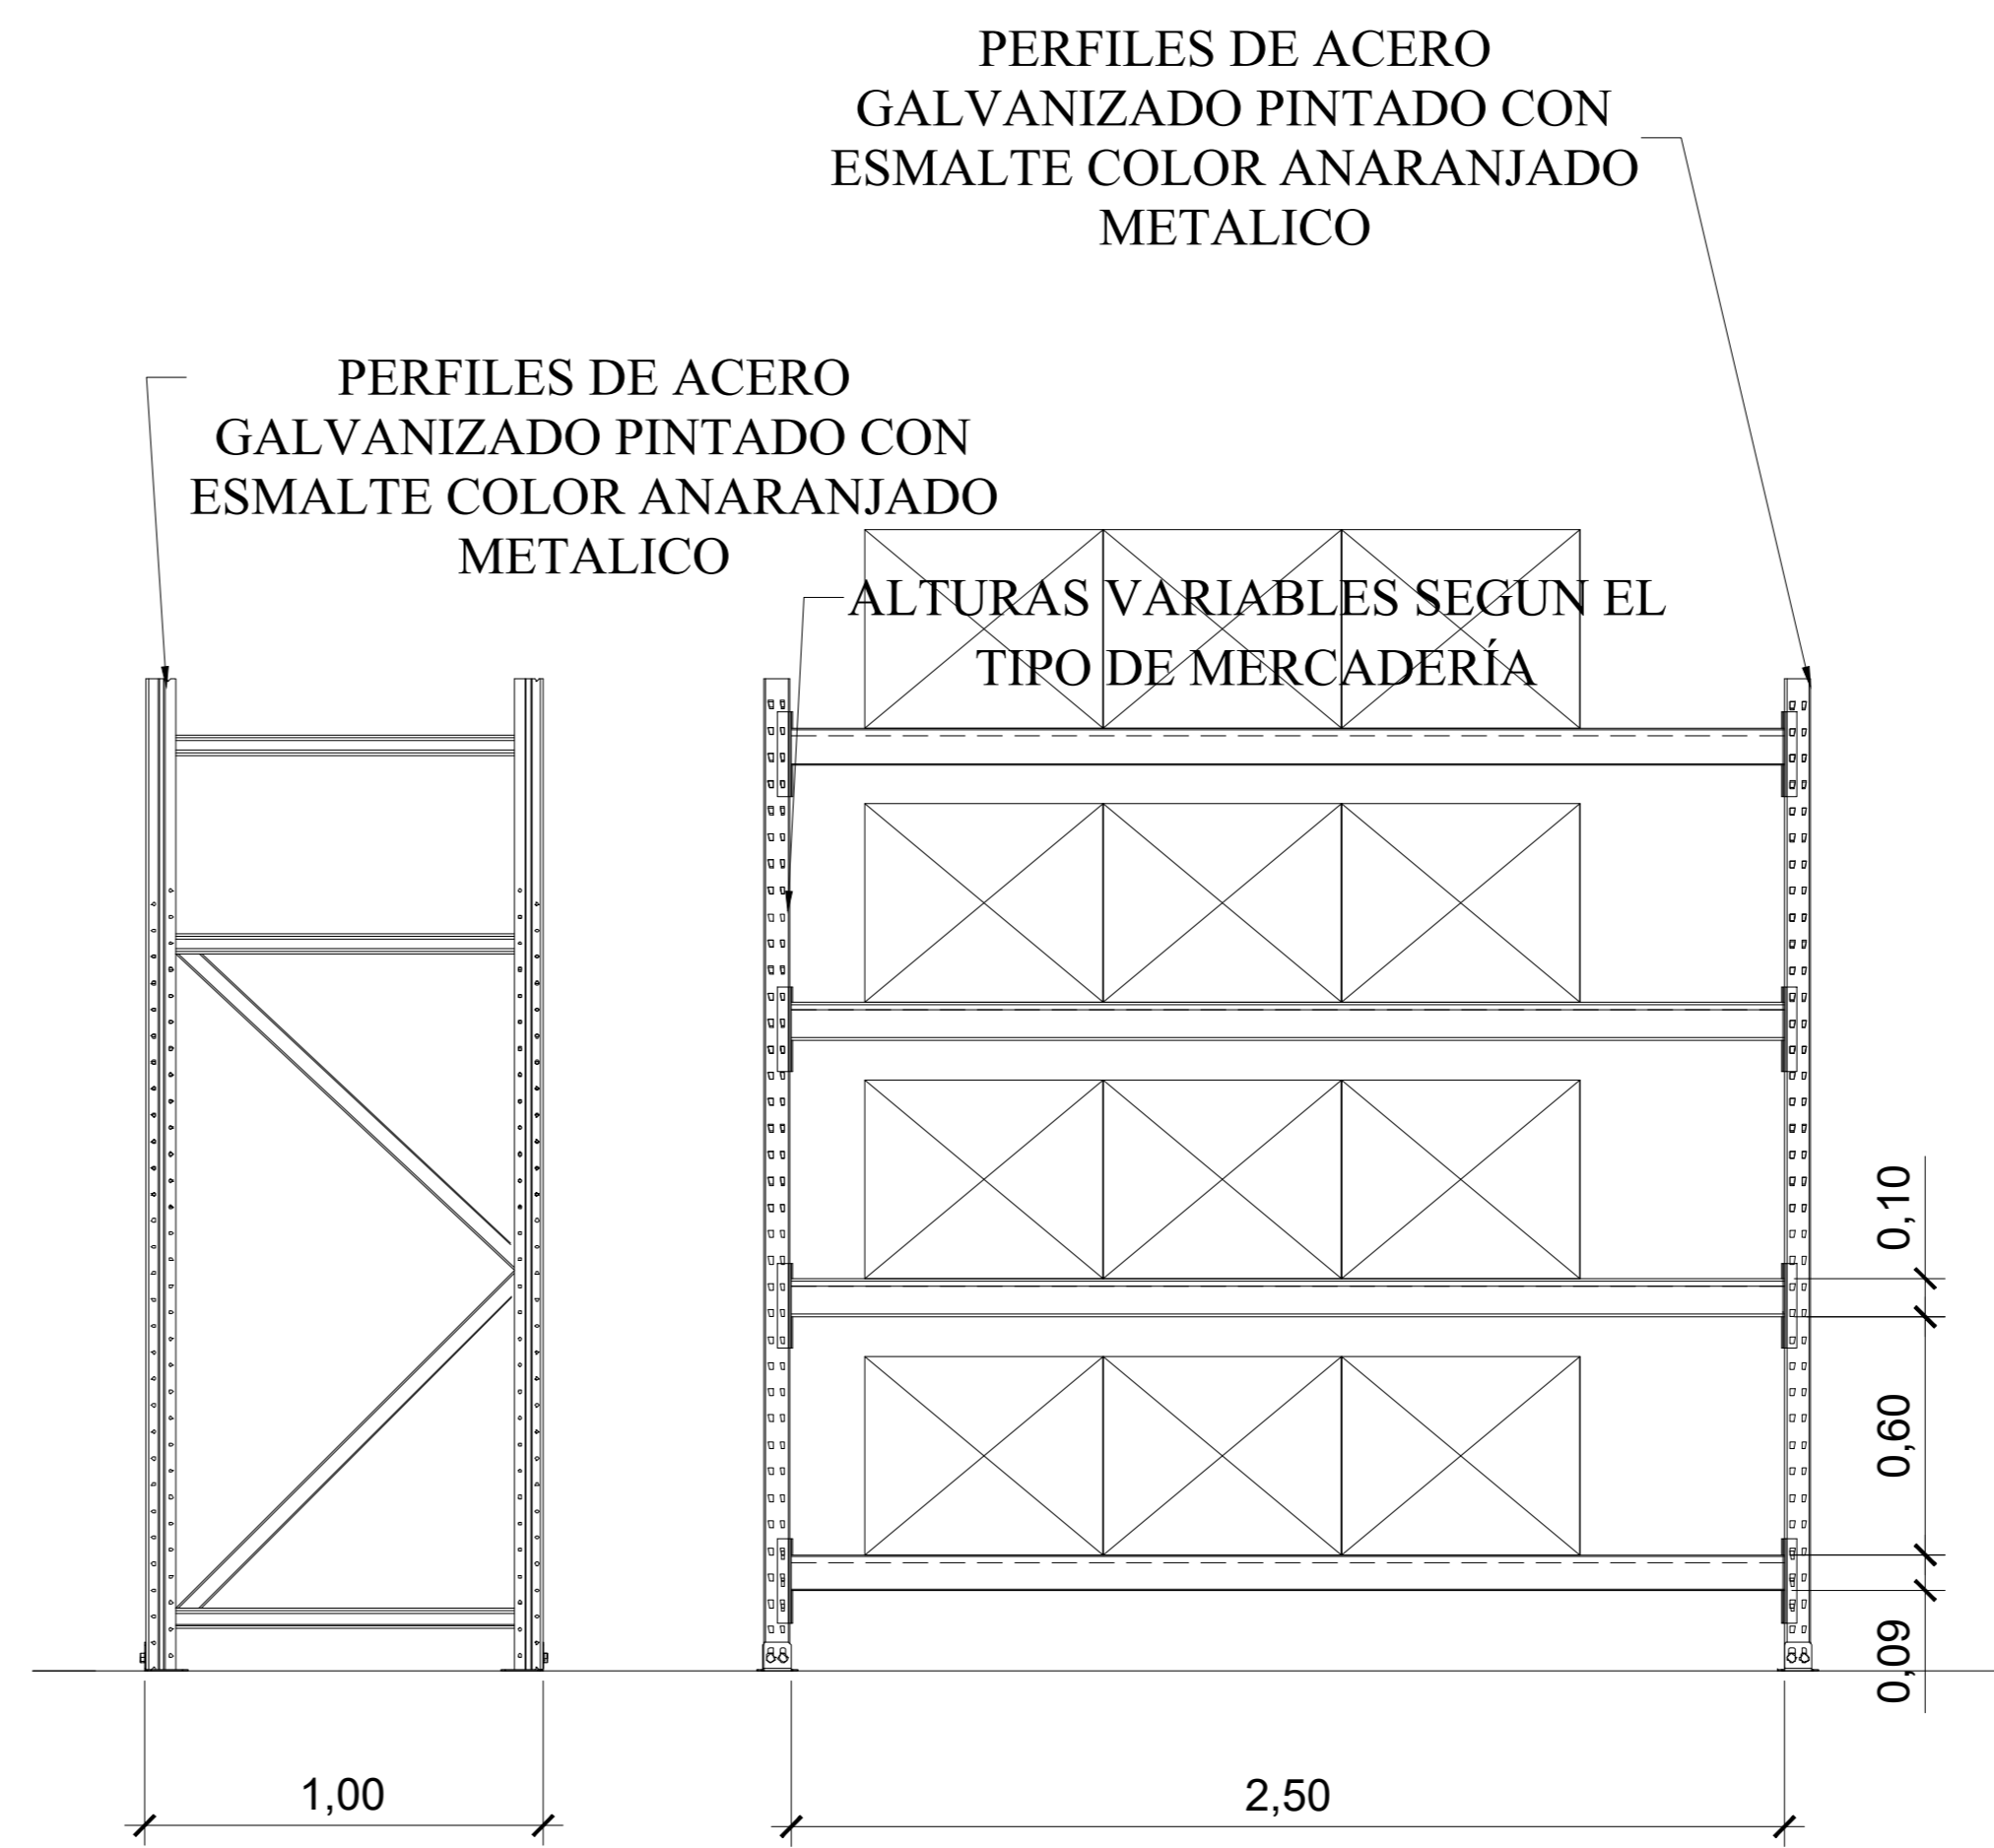 PERFILES DE ACERO
GALVANIZADO PINTADO CON
ESMALTE COLOR ANARANJADO
METALICO
PERFILES DE ACERO
GALVANIZADO PINTADO CON
ESMALTE COLOR ANARANJADO
METALICO
ALTURAS VARIABLES SEGUN EL
TIPO DE MERCADERÍA
0,10
0,60
0,09
1,00
2,50